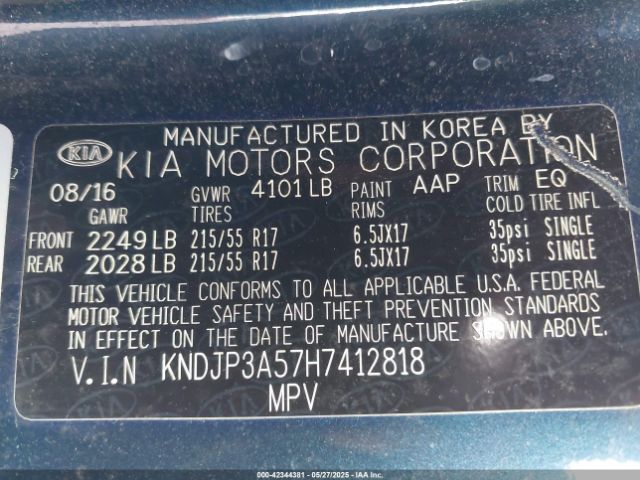 MANUFACTURED IN KOREA BY
KIA KIA MOTORS CORPORATION
08/16 GVWR 4101 LB PAINT AAP TRIM EQ
GAWR TIRES RIMS COLD TIRE INFL
FRONT 2249 LB 215/55 R17 6.5JX17 35psi SINGLE
REAR 2028 LB 215/55 R17 6.5JX17 35psi SINGLE
THIS VEHICLE CONFORMS TO ALL APPLICABLE U.S.A. FEDERAL
MOTOR VEHICLE SAFETY AND THEFT PREVENTION STANDARDS
IN EFFECT ON THE DATE OF MANUFACTURE SHOWN ABOVE.
V.I.N KNDJP3A57H7412818
MPV
000-42344381 - 05/27/2025 - IAAI